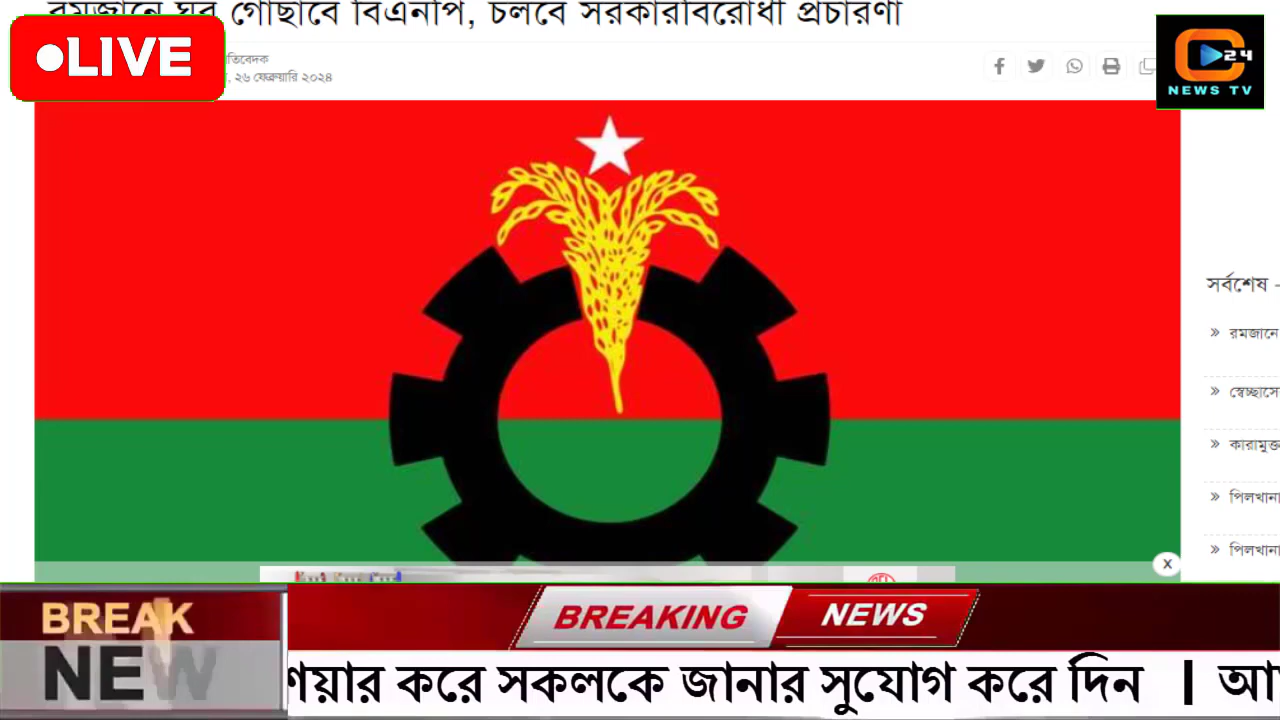 রমজানে ঘর গোছাবে বিএনপি, চলবে সরকারবিরোধী প্রচারণা
LIVE
২৬ ফেব্রুয়ারি ২০২৪
24
NEWS TV
সর্বশেষ -
» রমজানে
» স্বেচ্ছাসে
» কারামুক্ত
» পিলখানা
» পিলখানা
x
BREAK
NEW
BREAKING NEWS
শেয়ার করে সকলকে জানার সুযোগ করে দিন । আ